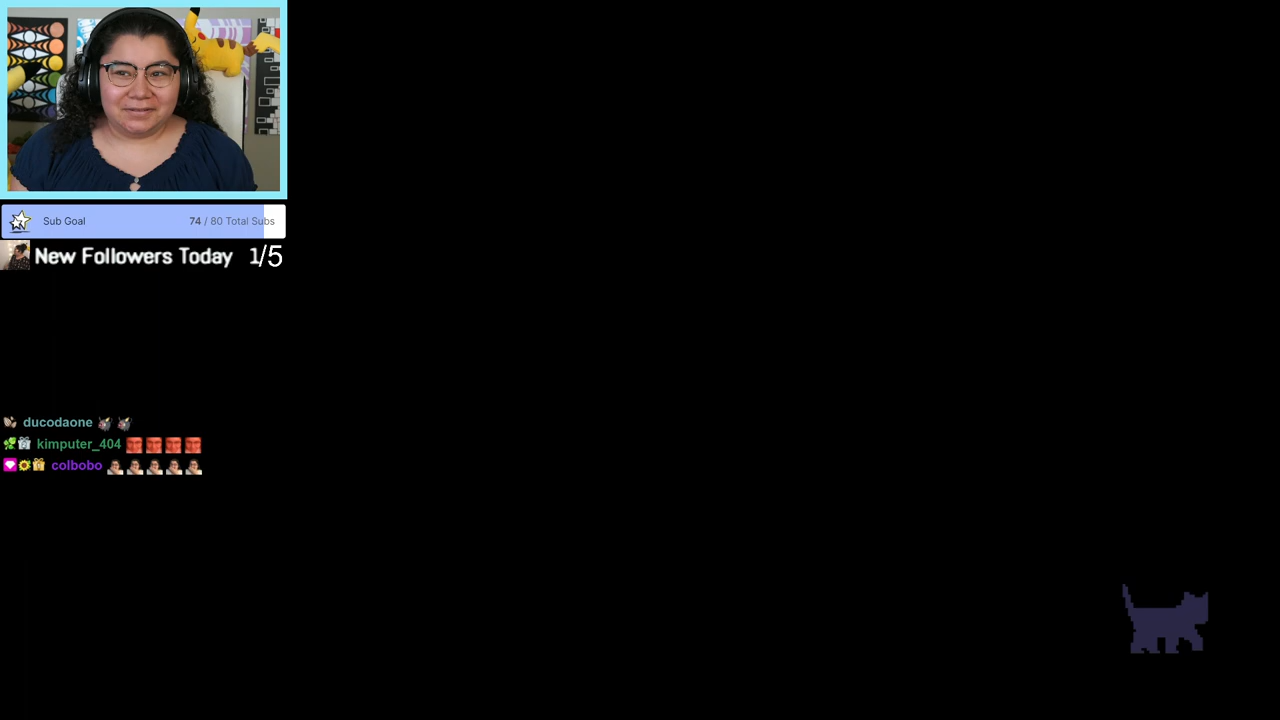 Sub Goal 74 / 80 Total Subs
New Followers Today 1/5
ducodaone
kimputer_404
colbobo